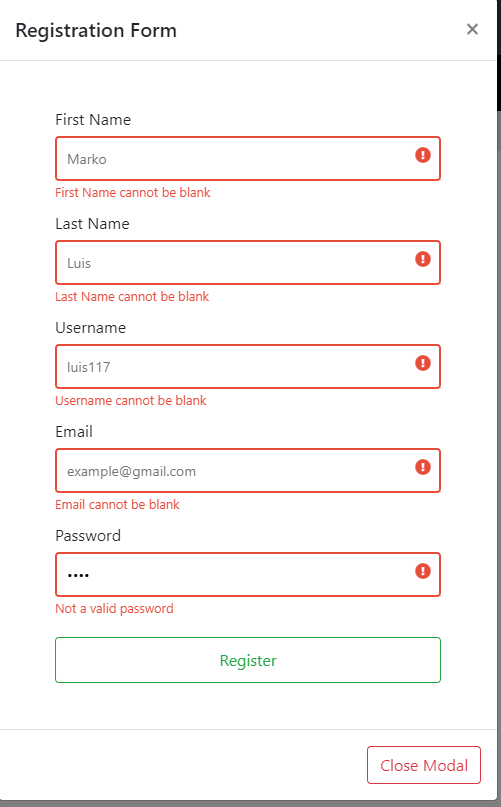 Registration Form
×
First Name
Marko
First Name cannot be blank
Last Name
Luis
Last Name cannot be blank
Username
luis117
Username cannot be blank
Email
example@gmail.com
Email cannot be blank
Password
••••
Not a valid password
Register
Close Modal